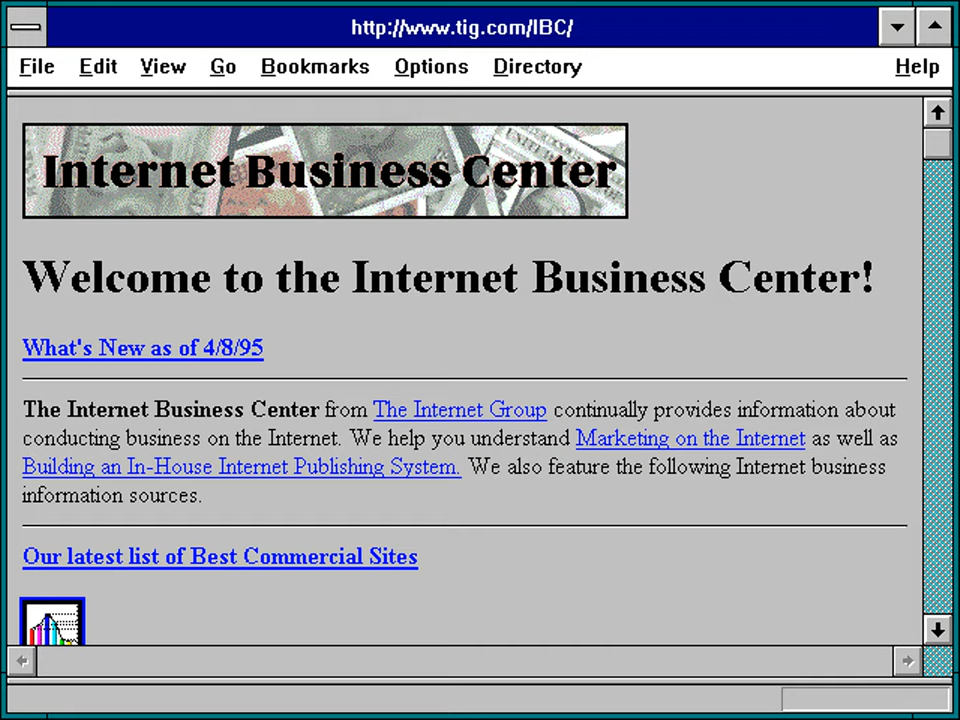 http://www.tig.com/IBC/
File Edit View Go Bookmarks Options Directory Help
Internet Business Center
Welcome to the Internet Business Center!
What's New as of 4/8/95
The Internet Business Center from The Internet Group continually provides information about
conducting business on the Internet. We help you understand Marketing on the Internet as well as
Building an In-House Internet Publishing System. We also feature the following Internet business
information sources.
Our latest list of Best Commercial Sites